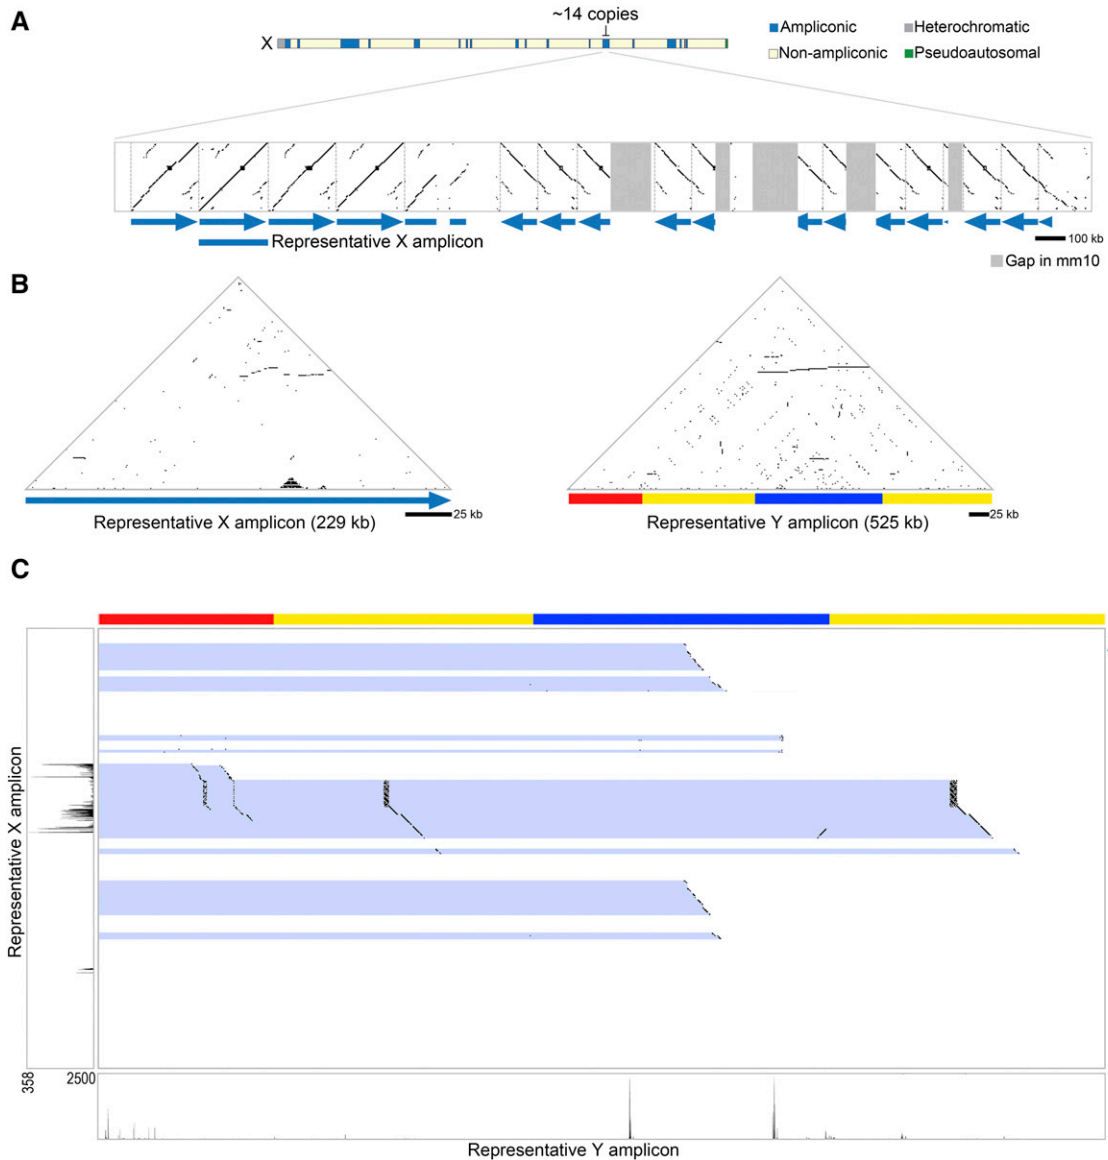 A
~14 copies
X
Ampliconic
Heterochromatic
Non-ampliconic
Pseudoautosomal
Representative X amplicon
100 kb
Gap in mm10
B
Representative X amplicon (229 kb)
25 kb
Representative Y amplicon (525 kb)
25 kb
C
Representative X amplicon
358
2500
Representative Y amplicon